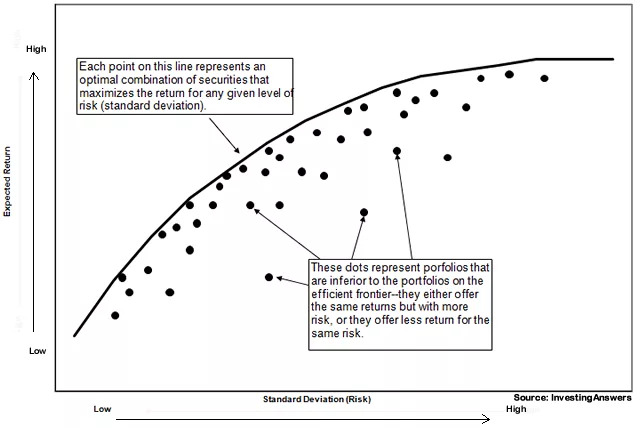 High
Each point on this line represents an
optimal combination of securities that
maximizes the return for any given level of
risk (standard deviation).
Expected Return
These dots represent porfolios that
are inferior to the portfolios on the
efficient frontier--they either offer
the same returns but with more
risk, or they offer less return for the
same risk.
Low
Standard Deviation (Risk)
Source: InvestingAnswers
Low
High